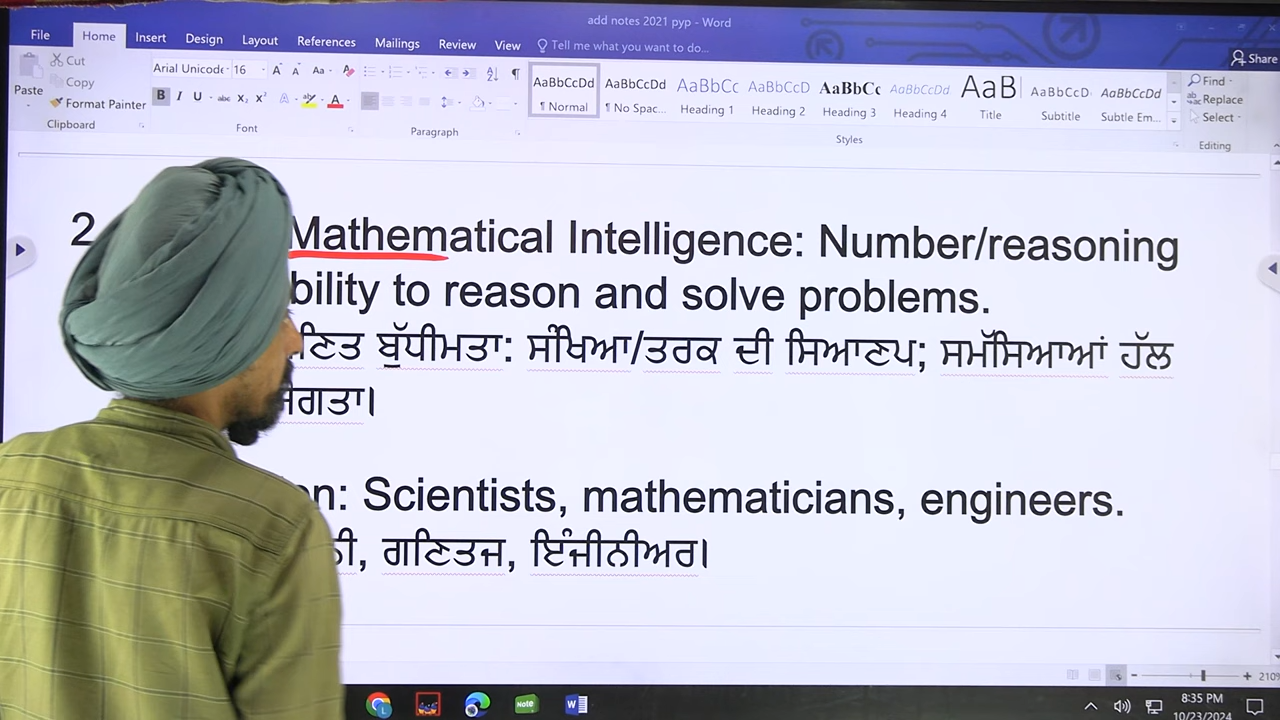 add notes 2021 pyp - Word
File Home Insert Design Layout References Mailings Review View Tell me what you want to do... Share
Paste Cut Copy Format Painter
Arial Unicode 16
AaBbCcDd AaBbCcDd AaBbCc AaBbCcD AaBbCc AaBbCcDd AaB AaBbCcD AaBbCcDd
¶ Normal ¶ No Spac... Heading 1 Heading 2 Heading 3 Heading 4 Title Subtitle Subtle Em...
Find Replace Select
Clipboard Font Paragraph Styles Editing
2 Mathematical Intelligence: Number/reasoning
bility to reason and solve problems.
ਣਿਤ ਬੁੱਧੀਮਤਾ: ਸੰਖਿਆ/ਤਰਕ ਦੀ ਸਿਆਣਪ; ਸਮੱਸਿਆਆਂ ਹੱਲ
ਗਤਾ।
on: Scientists, mathematicians, engineers.
ਨੀ, ਗਣਿਤਜ, ਇੰਜੀਨੀਅਰ।
210%
Note
8:35 PM
10/23/2024